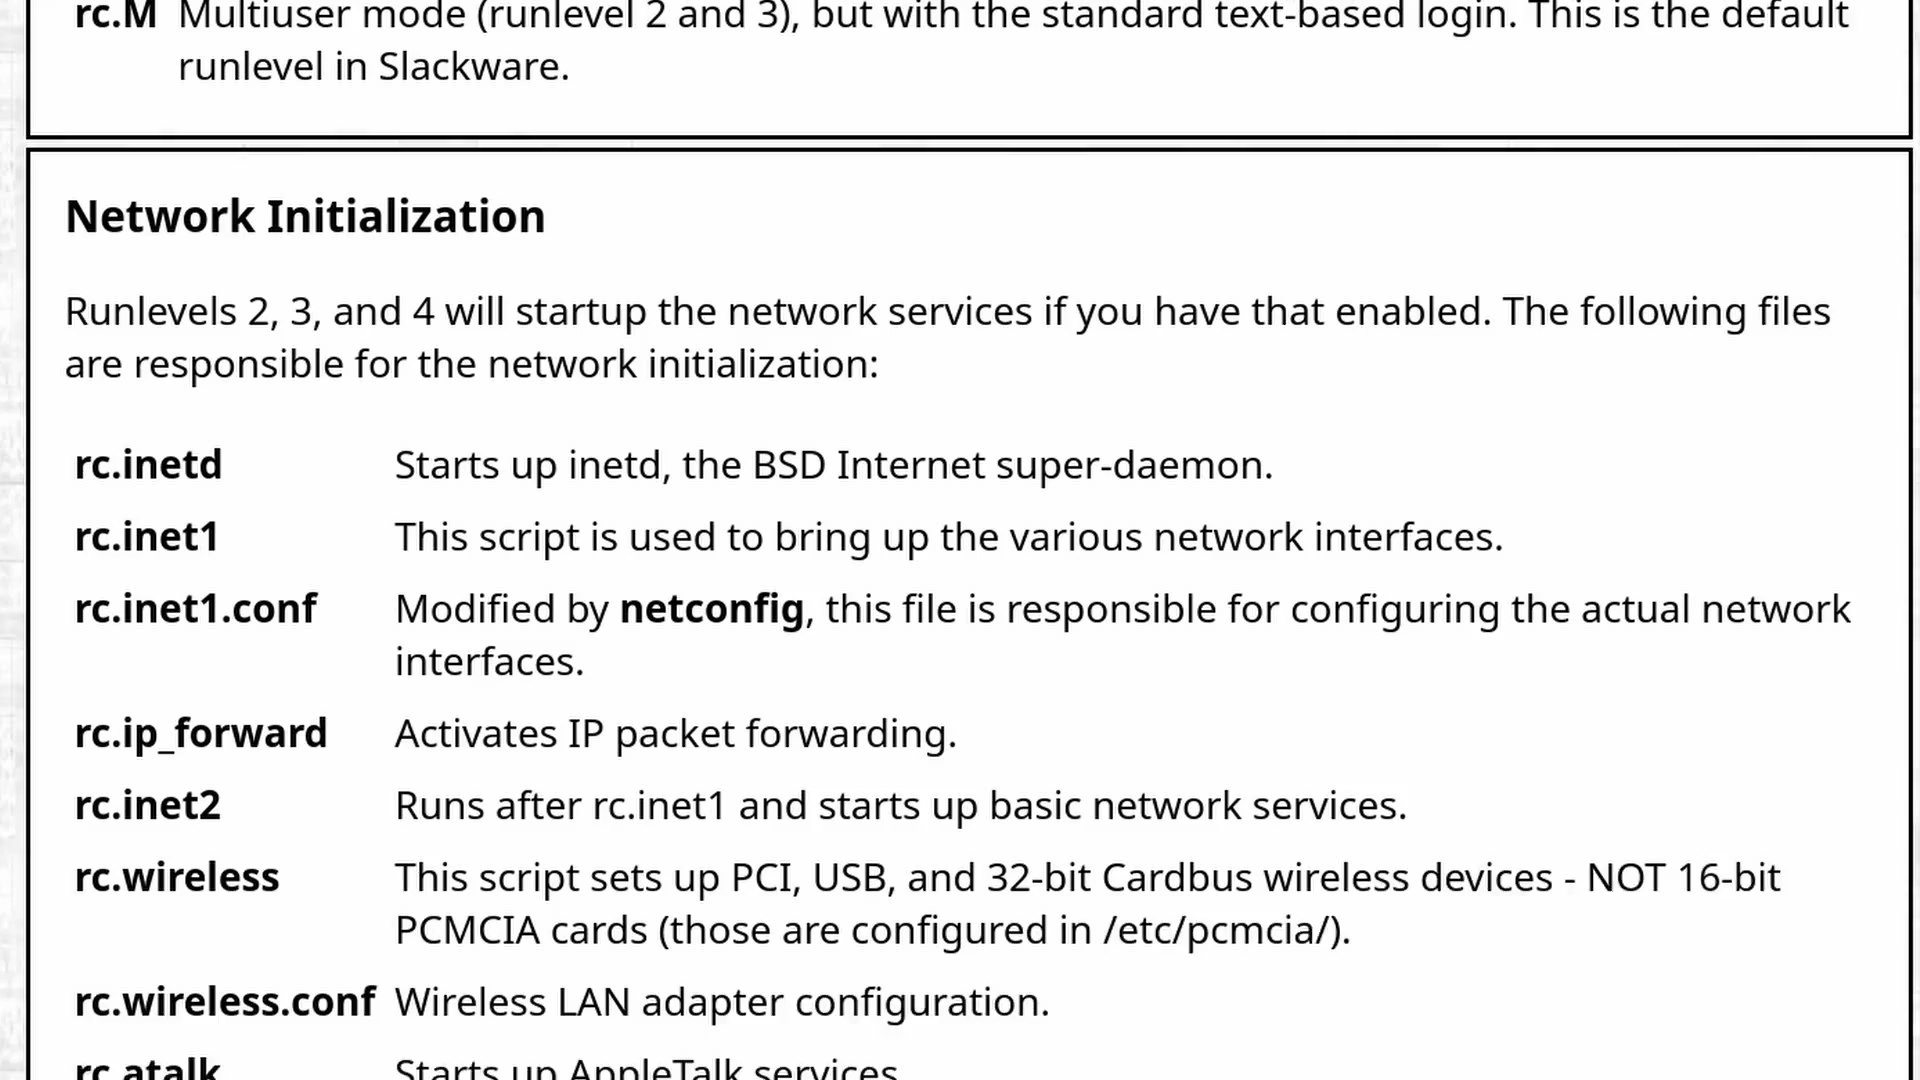 rc.M Multiuser mode (runlevel 2 and 3), but with the standard text-based login. This is the default
runlevel in Slackware.
Network Initialization
Runlevels 2, 3, and 4 will startup the network services if you have that enabled. The following files
are responsible for the network initialization:
rc.inetd Starts up inetd, the BSD Internet super-daemon.
rc.inet1 This script is used to bring up the various network interfaces.
rc.inet1.conf Modified by netconfig, this file is responsible for configuring the actual network
interfaces.
rc.ip_forward Activates IP packet forwarding.
rc.inet2 Runs after rc.inet1 and starts up basic network services.
rc.wireless This script sets up PCI, USB, and 32-bit Cardbus wireless devices - NOT 16-bit
PCMCIA cards (those are configured in /etc/pcmcia/).
rc.wireless.conf Wireless LAN adapter configuration.
rc.atalk Starts up AppleTalk services.